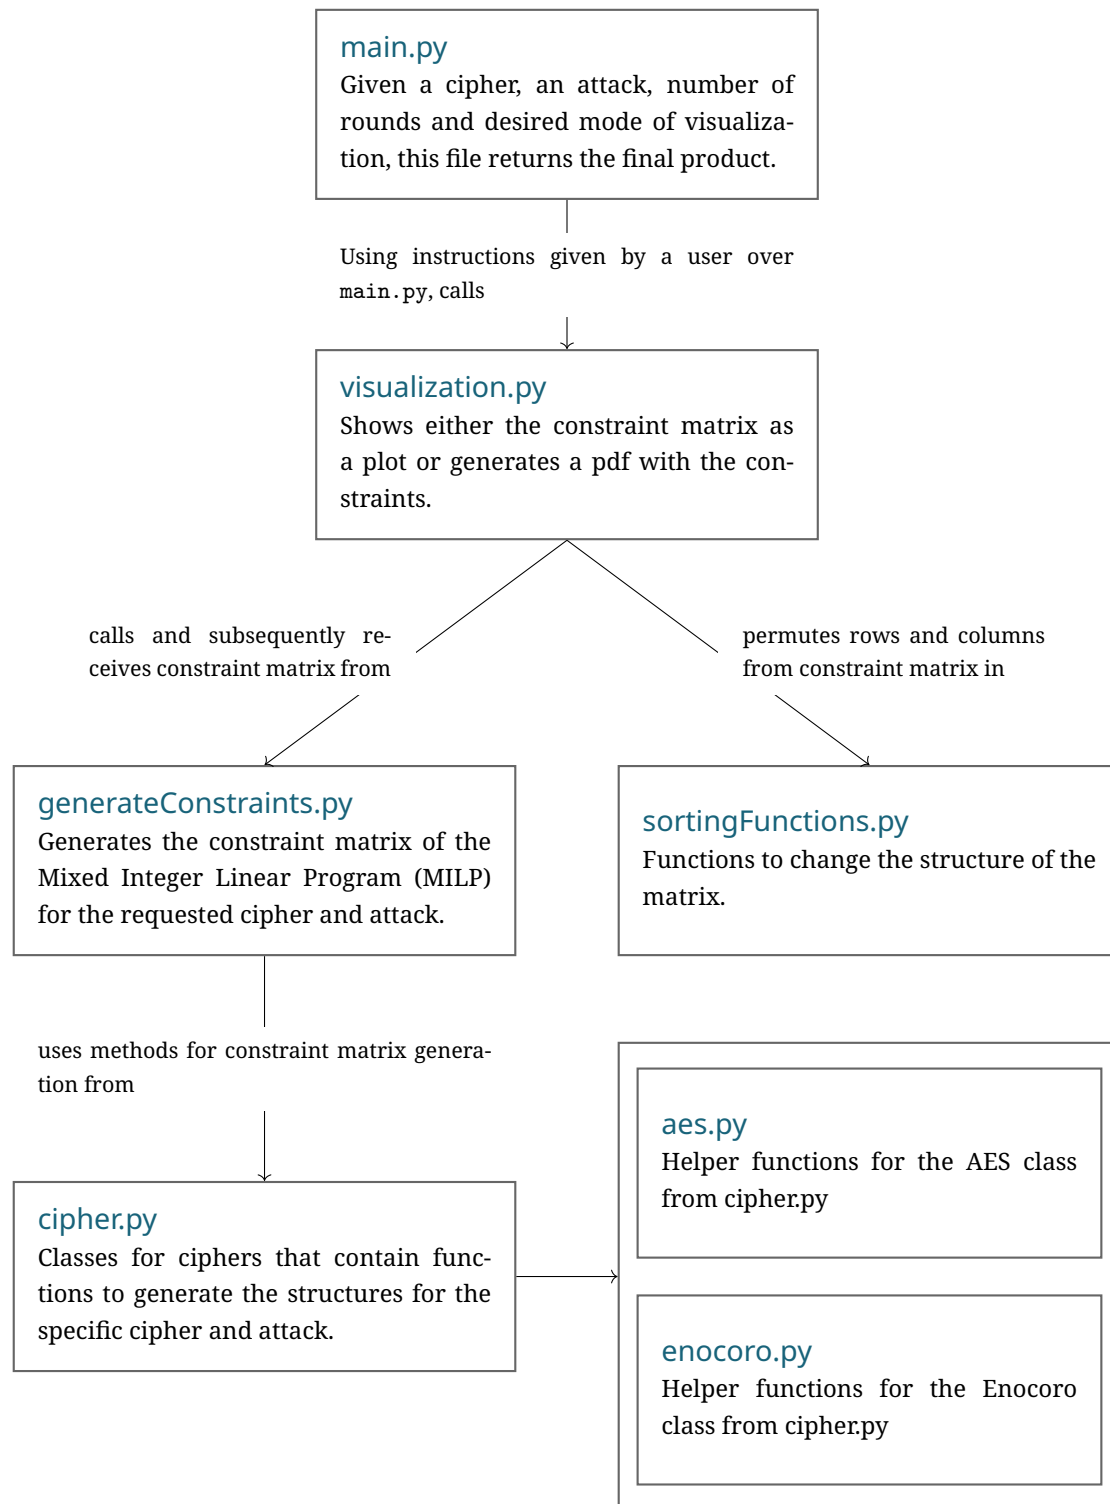 main.py
Given a cipher, an attack, number of
rounds and desired mode of visualiza-
tion, this file returns the final product.
Using instructions given by a user over
main.py, calls
visualization.py
Shows either the constraint matrix as
a plot or generates a pdf with the con-
straints.
calls and subsequently re-
ceives constraint matrix from
permutes rows and columns
from constraint matrix in
generateConstraints.py
Generates the constraint matrix of the
Mixed Integer Linear Program (MILP)
for the requested cipher and attack.
sortingFunctions.py
Functions to change the structure of the
matrix.
uses methods for constraint matrix genera-
tion from
cipher.py
Classes for ciphers that contain func-
tions to generate the structures for the
specific cipher and attack.
aes.py
Helper functions for the AES class
from cipher.py
enocoro.py
Helper functions for the Enocoro
class from cipher.py